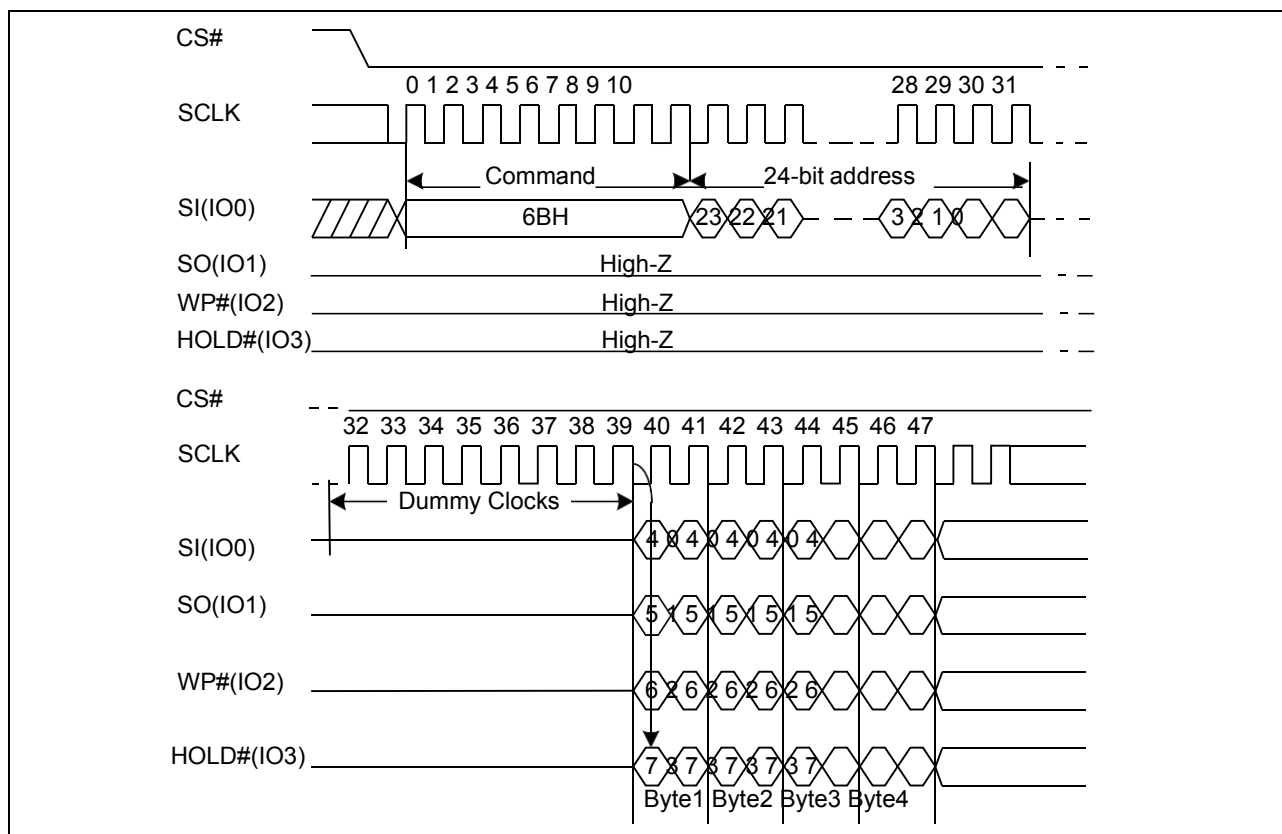 CS#
0 1 2 3 4 5 6 7 8 9 10 28 29 30 31
SCLK
Command 24-bit address
SI(IO0) 6BH 23 22 21 3 2 1 0
SO(IO1) High-Z
WP#(IO2) High-Z
HOLD#(IO3) High-Z
CS#
32 33 34 35 36 37 38 39 40 41 42 43 44 45 46 47
SCLK
Dummy Clocks
SI(IO0) 4 0 4 0 4 0 4 0 4
SO(IO1) 5 1 5 1 5 1 5 1 5
WP#(IO2) 6 2 6 2 6 2 6 2 6
HOLD#(IO3) 7 3 7 3 7 3 7 3 7
Byte1 Byte2 Byte3 Byte4